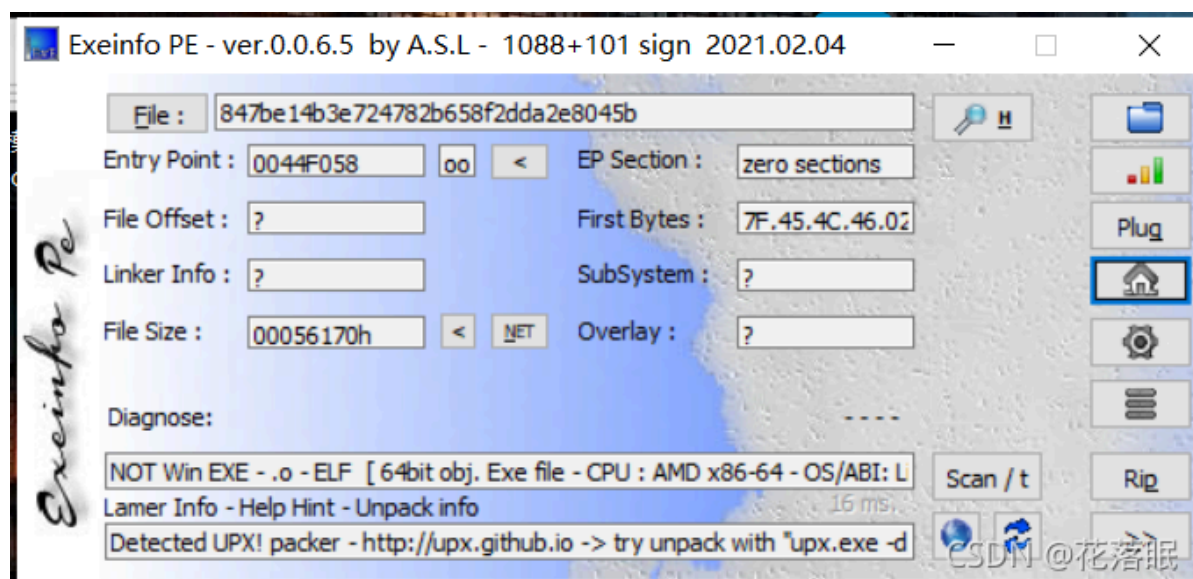 Exeinfo PE - ver.0.0.6.5 by A.S.L - 1088+101 sign 2021.02.04
File : 847be14b3e724782b658f2dda2e8045b H
Entry Point : 0044F058 oo < EP Section : zero sections
File Offset : ? First Bytes : 7F.45.4C.46.02 Plug
Linker Info : ? SubSystem : ?
File Size : 00056170h < NET Overlay : ?
Diagnose: - - - -
NOT Win EXE - .o - ELF [ 64bit obj. Exe file - CPU : AMD x86-64 - OS/ABI: Li Scan / t Rip
Lamer Info - Help Hint - Unpack info 16 ms.
Detected UPX! packer - http://upx.github.io -> try unpack with "upx.exe -d >>
Exeinfo Pe
CSDN @花落眠